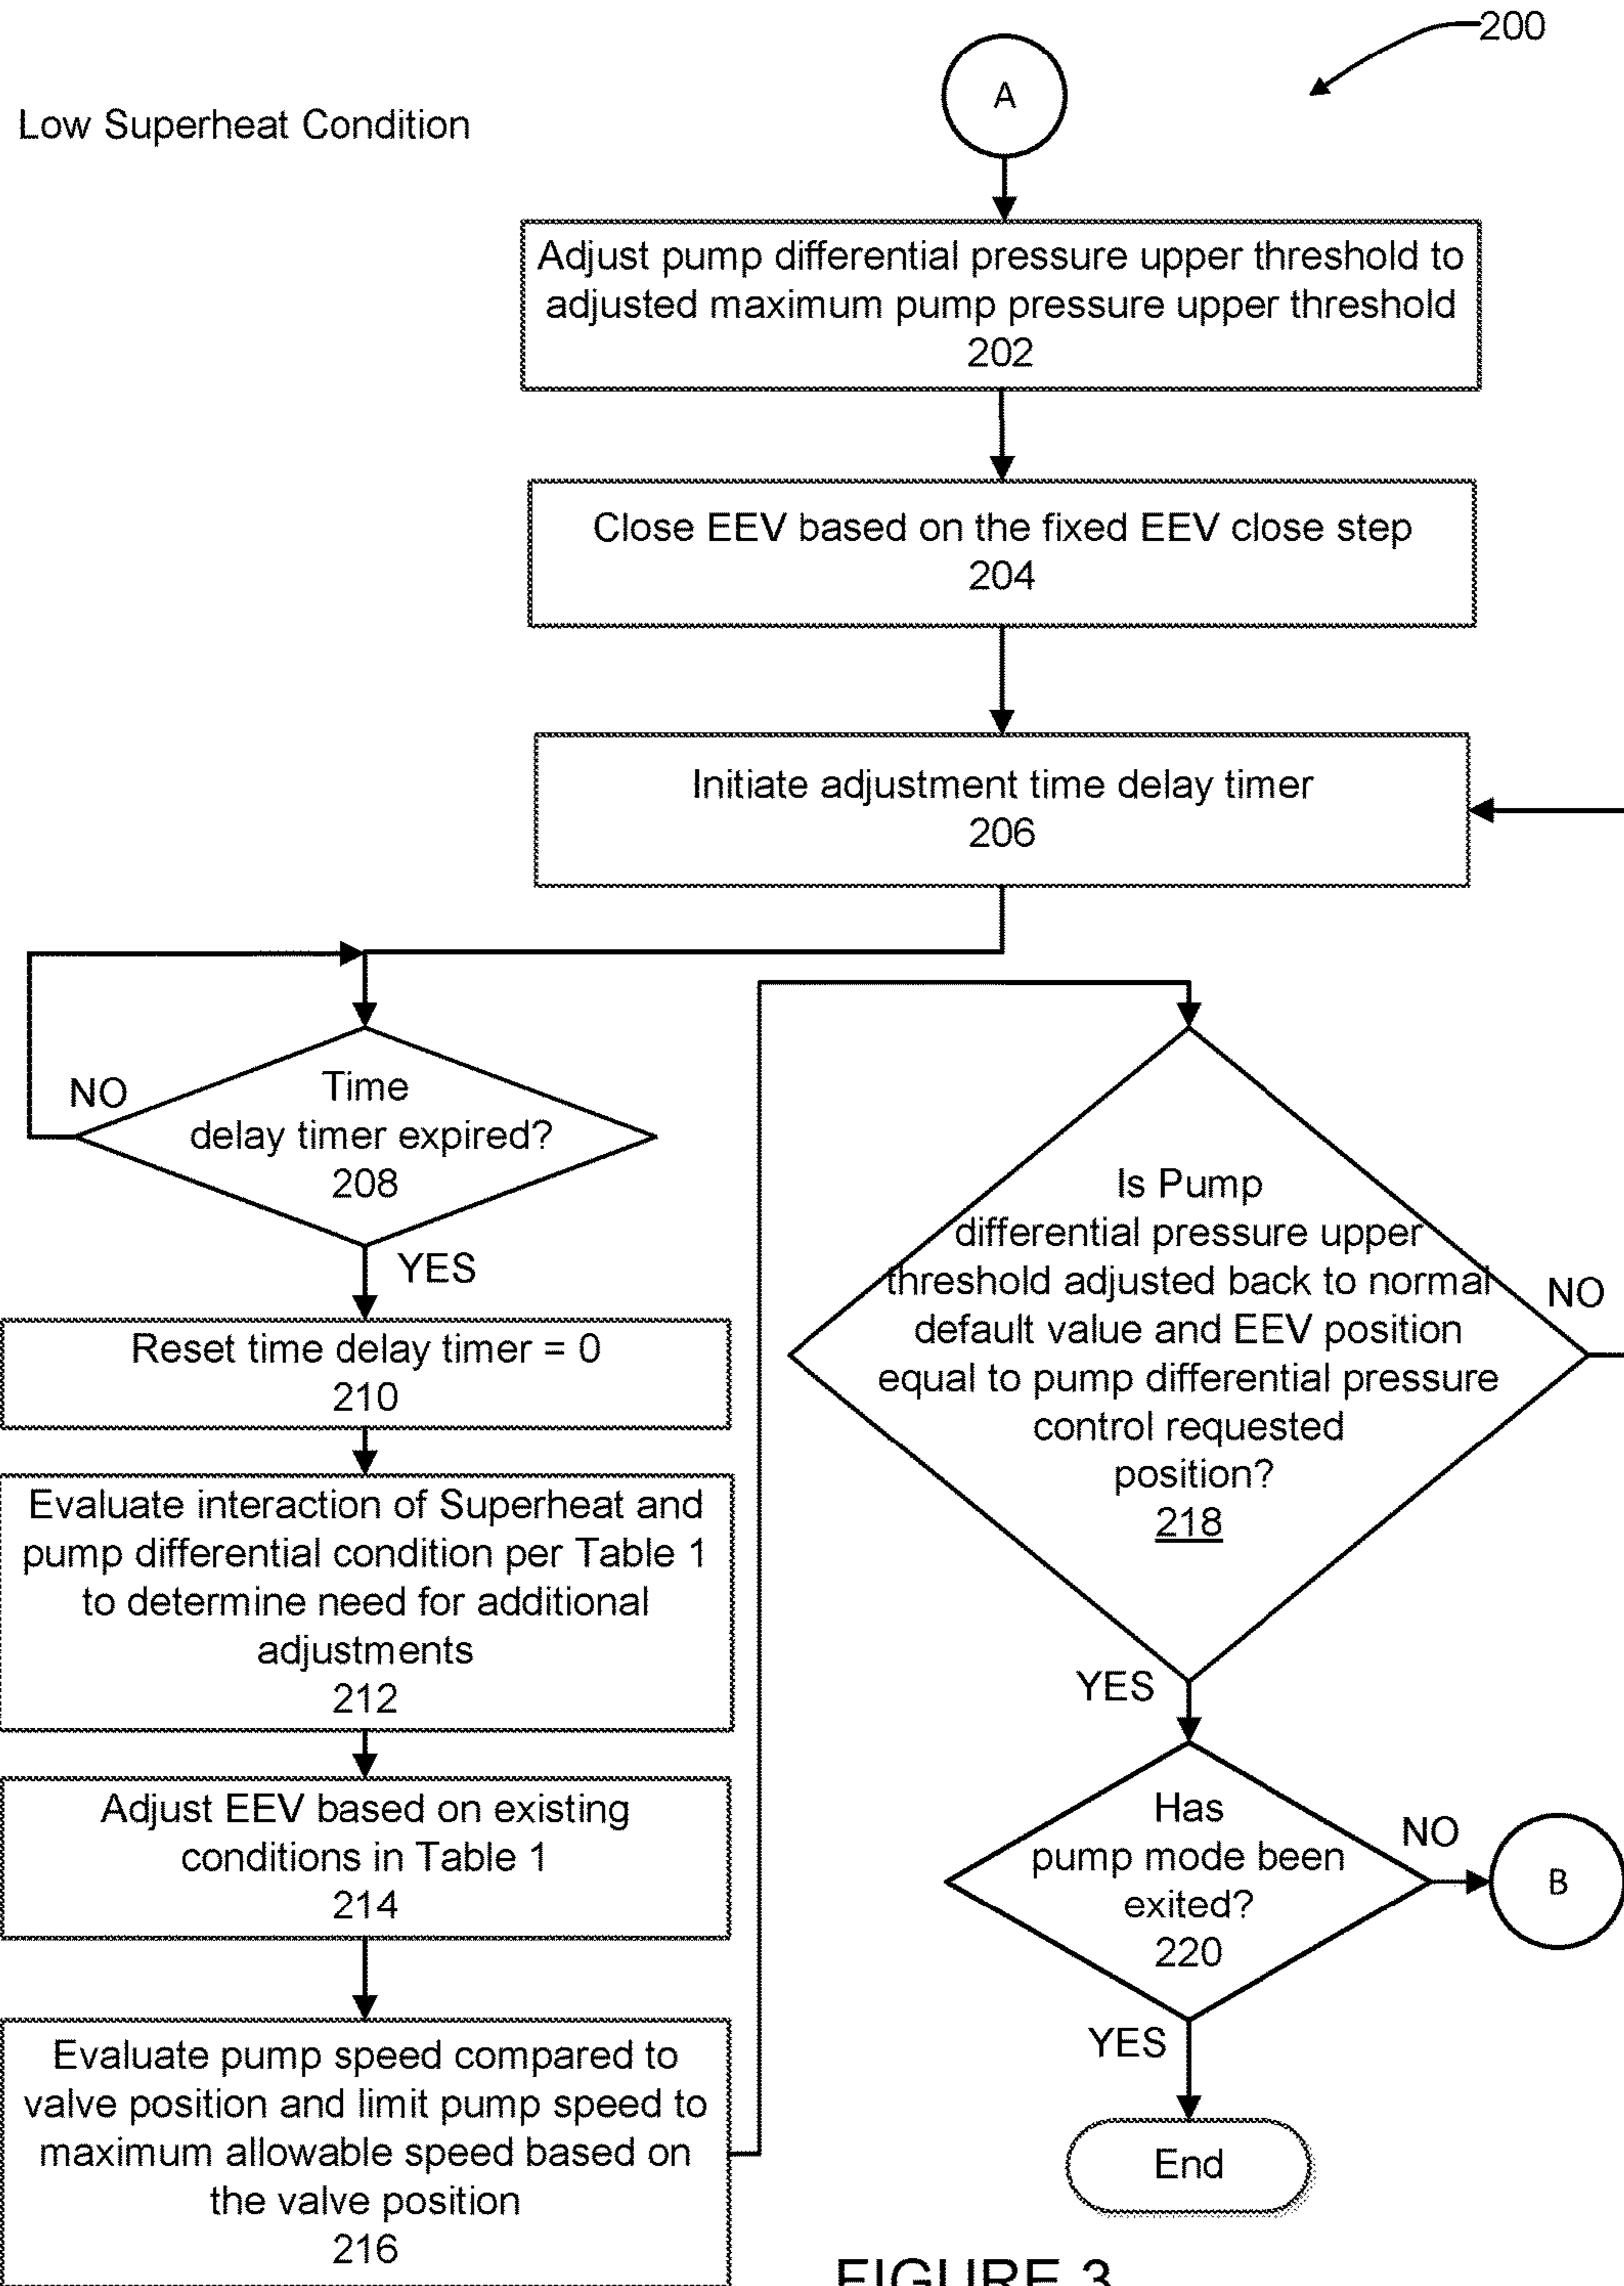 200
A
Low Superheat Condition
Adjust pump differential pressure upper threshold to
adjusted maximum pump pressure upper threshold
202
Close EEV based on the fixed EEV close step
204
Initiate adjustment time delay timer
206
NO
Time
delay timer expired?
208
YES
Reset time delay timer = 0
210
Evaluate interaction of Superheat and
pump differential condition per Table 1
to determine need for additional
adjustments
212
Adjust EEV based on existing
conditions in Table 1
214
Evaluate pump speed compared to
valve position and limit pump speed to
maximum allowable speed based on
the valve position
216
Is Pump
differential pressure upper
threshold adjusted back to normal
default value and EEV position
equal to pump differential pressure
control requested
position?
218
NO
YES
Has
pump mode been
exited?
220
NO
B
YES
End
FIGURE 3